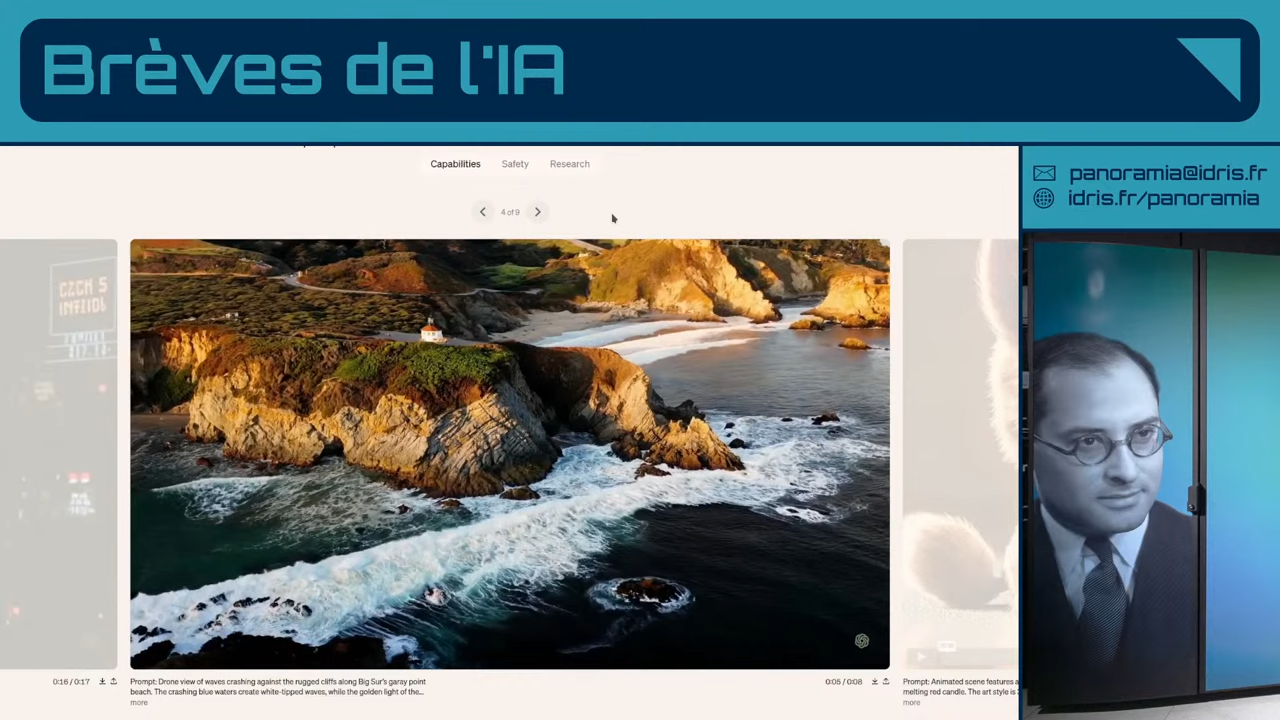 Brèves de l'IA
panoramia@idris.fr
idris.fr/panoramia
Capabilities Safety Research
4 of 9
0:16 / 0:17
Prompt: Drone view of waves crashing against the rugged cliffs along Big Sur's garay point
beach. The crashing blue waters create white-tipped waves, while the golden light of the...
more
0:05 / 0:08
Prompt: Animated scene features a
melting red candle. The art style is
more